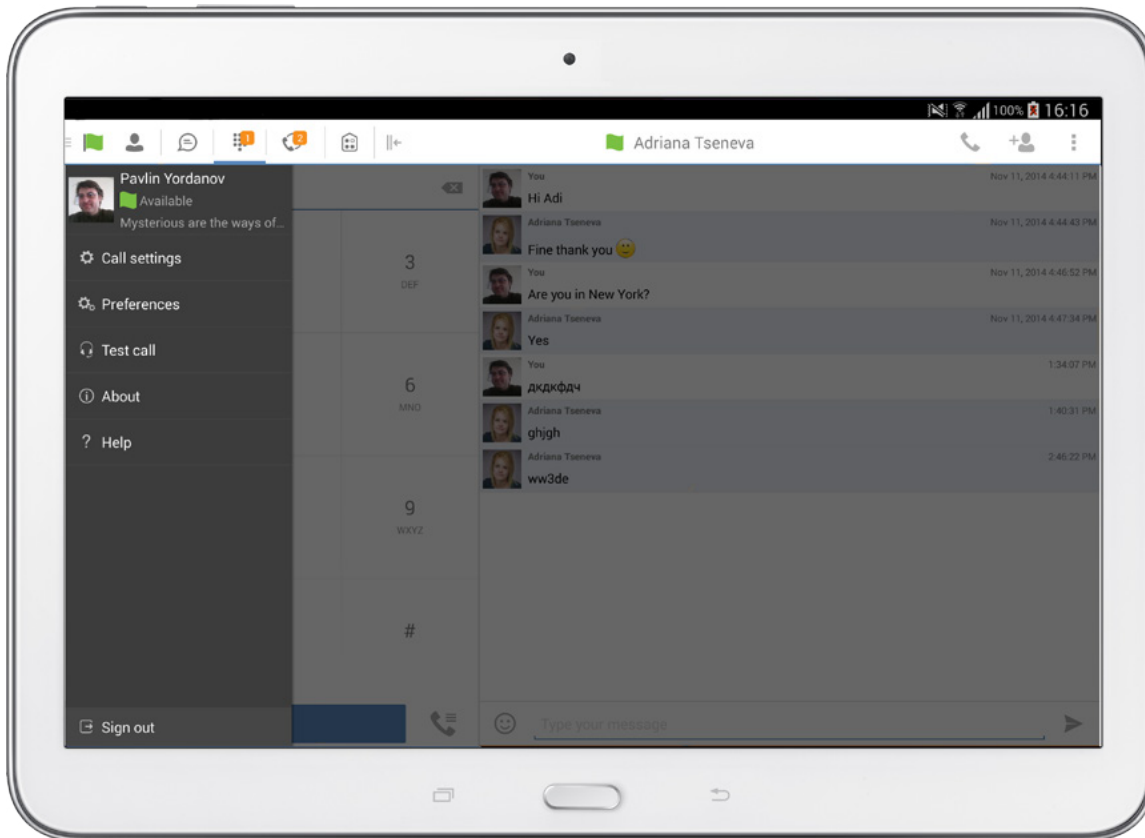 100% 16:16
1
2
Adriana Tseneva
Pavlin Yordanov
Available
Mysterious are the ways of...
Call settings
Preferences
Test call
About
? Help
Sign out
3
DEF
6
MNO
9
WXYZ
#
You Nov 11, 2014 4:44:11 PM
Hi Adi
Adriana Tseneva Nov 11, 2014 4:44:43 PM
Fine thank you
You Nov 11, 2014 4:46:52 PM
Are you in New York?
Adriana Tseneva Nov 11, 2014 4:47:34 PM
Yes
You 1:34:07 PM
дкдкфдч
Adriana Tseneva 1:40:31 PM
ghjgh
Adriana Tseneva 2:46:22 PM
ww3de
Type your message